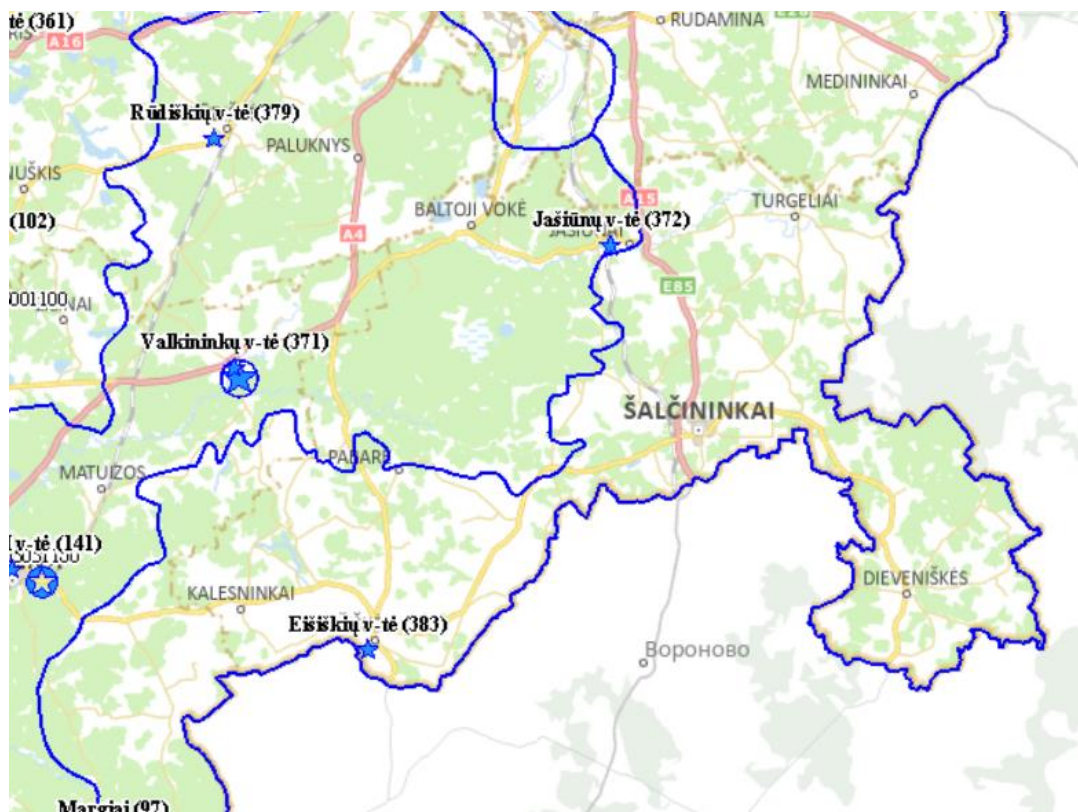 tė (361)
A16
RUDAMINA
MEDININKAI
Rūdiškių v-tė (379)
PALUKNYS
NUŠKIS
TURGELIAI
A15
BALTOJI VOKĖ
(102)
A4
Jašiūnų v-tė (372)
E85
001100
Valkininkų v-tė (371)
ŠALČININKAI
PABARĖ
MATUIZOS
v-tė (141)
DIEVENIŠKĖS
KALESNINKAI
Eišiškių v-tė (383)
Вороново
Margiai (97)